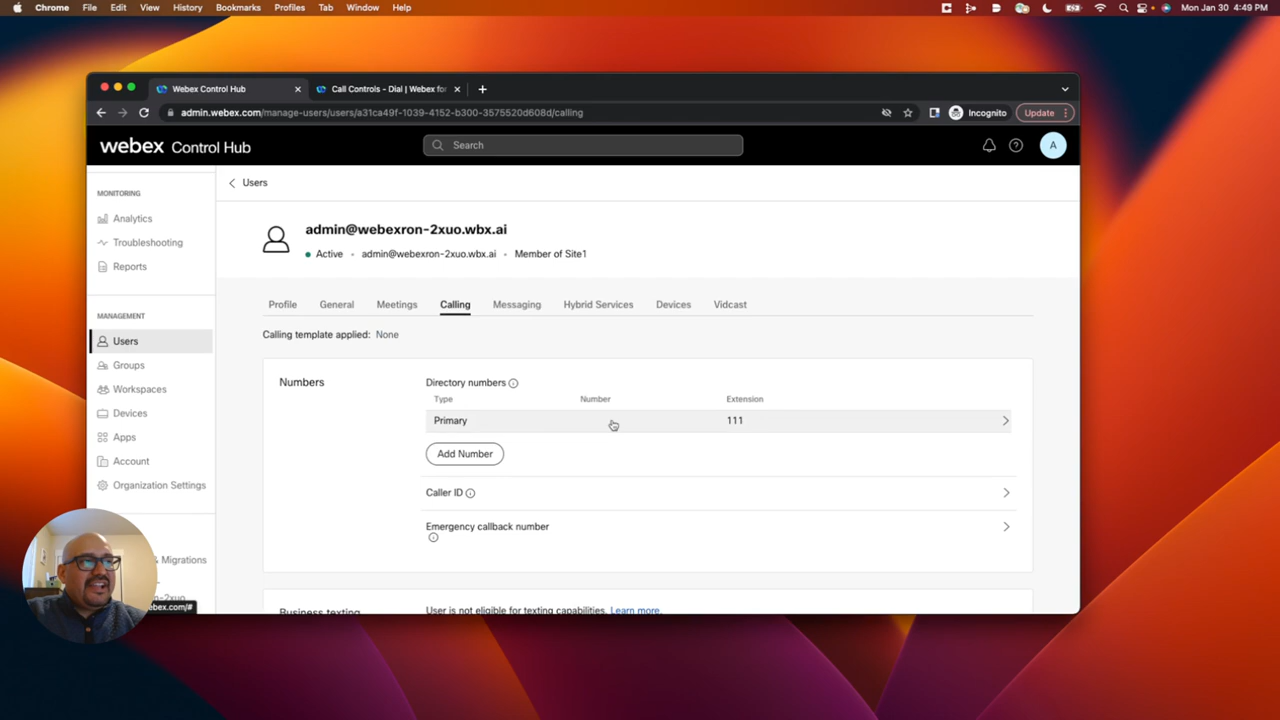 Chrome File Edit View History Bookmarks Profiles Tab Window Help Mon Jan 30 4:49 PM
Webex Control Hub Call Controls - Dial | Webex for
admin.webex.com/manage-users/users/a31ca49f-1039-4152-b300-3575520d608d/calling Incognito Update
webex Control Hub Search A
MONITORING
Analytics
Troubleshooting
Reports
MANAGEMENT
Users
Groups
Workspaces
Devices
Apps
Account
Organization Settings
& Migrations
-2xuo
ebex.com/#
Users
admin@webexron-2xuo.wbx.ai
Active • admin@webexron-2xuo.wbx.ai • Member of Site1
Profile General Meetings Calling Messaging Hybrid Services Devices Vidcast
Calling template applied: None
Numbers
Directory numbers
Type Number Extension
Primary 111
Add Number
Caller ID
Emergency callback number
Business texting User is not eligible for texting capabilities. Learn more.